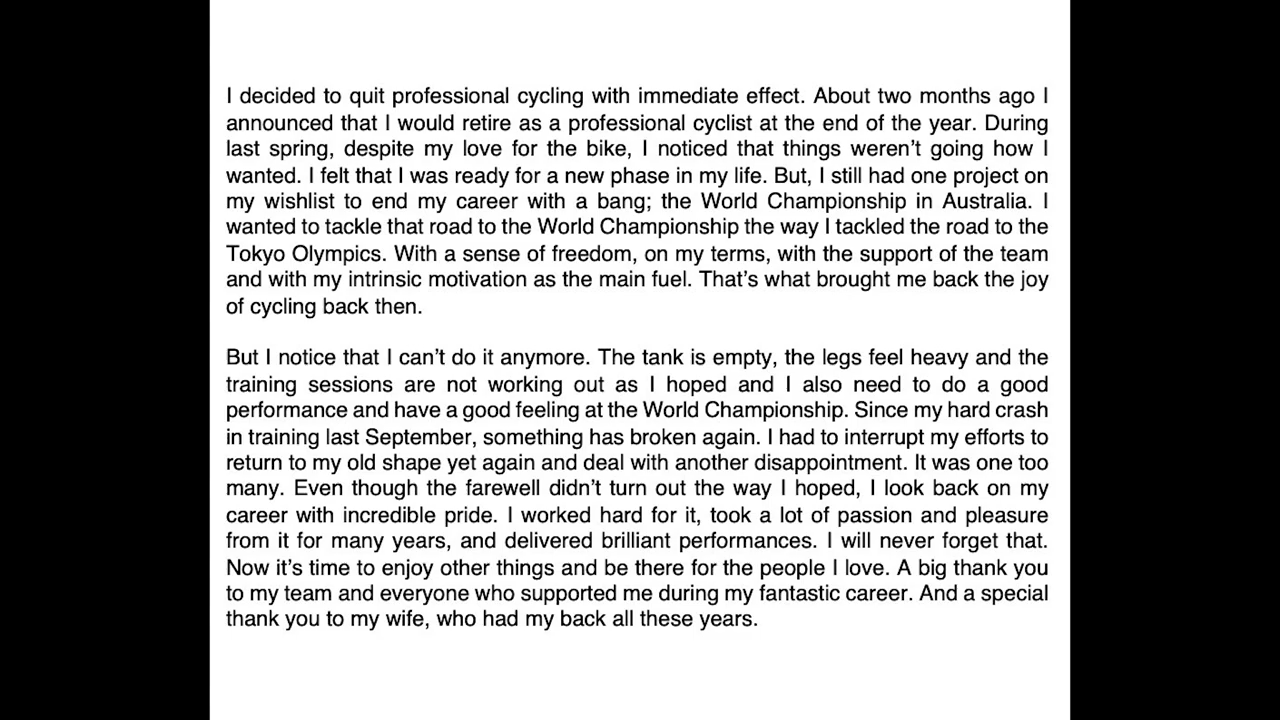 I decided to quit professional cycling with immediate effect. About two months ago I
announced that I would retire as a professional cyclist at the end of the year. During
last spring, despite my love for the bike, I noticed that things weren’t going how I
wanted. I felt that I was ready for a new phase in my life. But, I still had one project on
my wishlist to end my career with a bang; the World Championship in Australia. I
wanted to tackle that road to the World Championship the way I tackled the road to the
Tokyo Olympics. With a sense of freedom, on my terms, with the support of the team
and with my intrinsic motivation as the main fuel. That’s what brought me back the joy
of cycling back then.
But I notice that I can’t do it anymore. The tank is empty, the legs feel heavy and the
training sessions are not working out as I hoped and I also need to do a good
performance and have a good feeling at the World Championship. Since my hard crash
in training last September, something has broken again. I had to interrupt my efforts to
return to my old shape yet again and deal with another disappointment. It was one too
many. Even though the farewell didn’t turn out the way I hoped, I look back on my
career with incredible pride. I worked hard for it, took a lot of passion and pleasure
from it for many years, and delivered brilliant performances. I will never forget that.
Now it’s time to enjoy other things and be there for the people I love. A big thank you
to my team and everyone who supported me during my fantastic career. And a special
thank you to my wife, who had my back all these years.